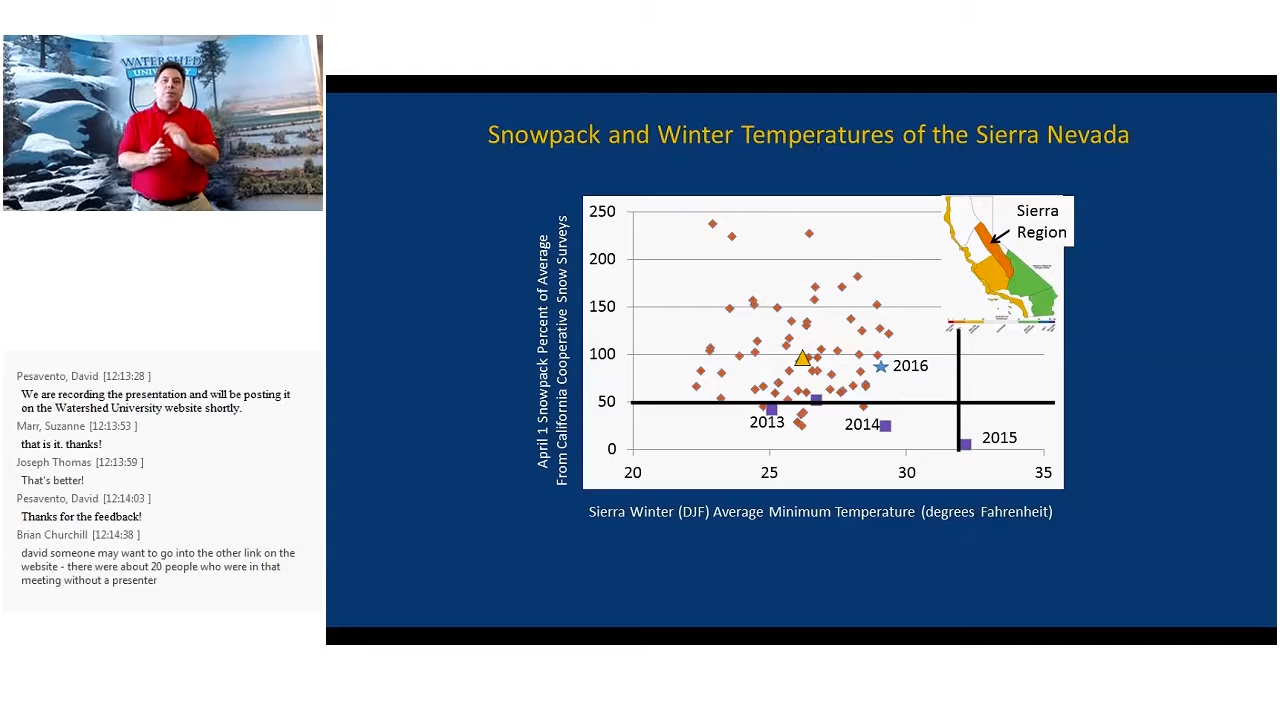 WATERSHED
UNIVERSITY
Pesavento, David [12:13:28 ]
We are recording the presentation and will be posting it
on the Watershed University website shortly.
Marr, Suzanne [12:13:53 ]
that is it. thanks!
Joseph Thomas [12:13:59 ]
That's better!
Pesavento, David [12:14:03 ]
Thanks for the feedback!
Brian Churchill [12:14:38 ]
david someone may want to go into the other link on the
website - there were about 20 people who were in that
meeting without a presenter
Snowpack and Winter Temperatures of the Sierra Nevada
April 1 Snowpack Percent of Average
From California Cooperative Snow Surveys
250
200
150
100
50
0
Sierra
Region
2016
2013
2014
2015
20
25
30
35
Sierra Winter (DJF) Average Minimum Temperature (degrees Fahrenheit)